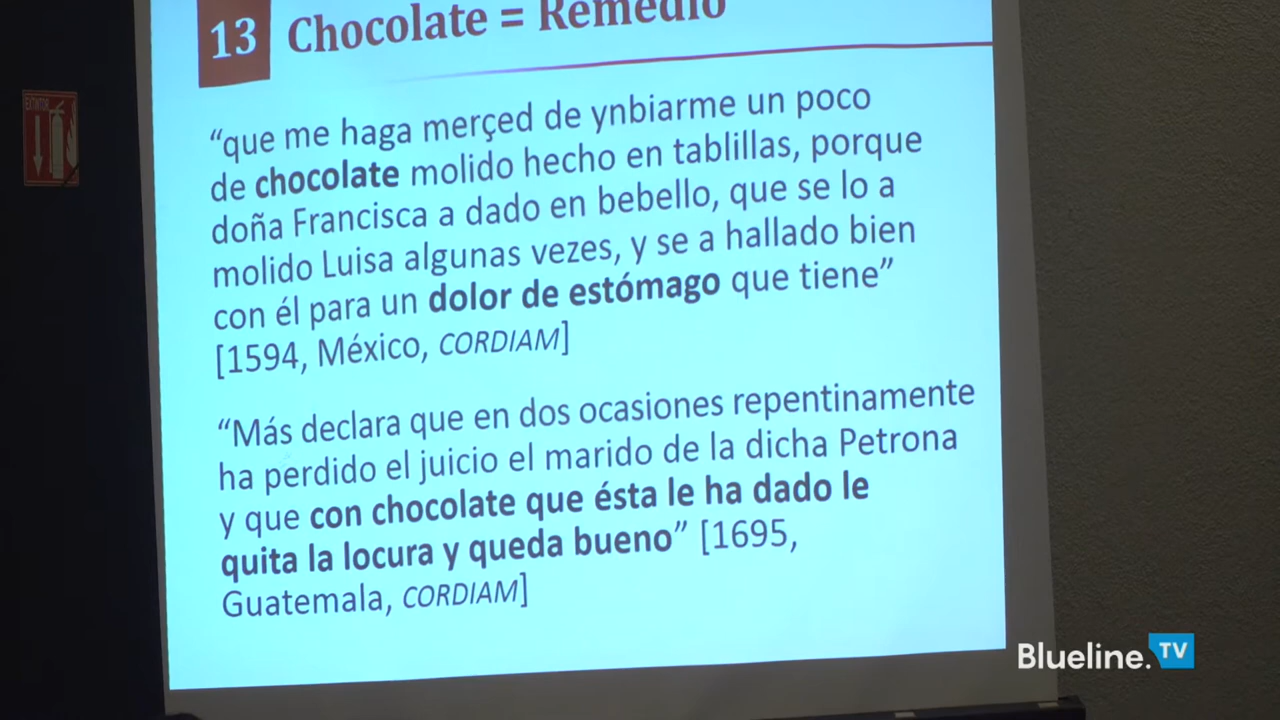 13 Chocolate = Remedio
EXTINTOR
“que me haga merçed de ynbiarme un poco
de chocolate molido hecho en tablillas, porque
doña Francisca a dado en bebello, que se lo a
molido Luisa algunas vezes, y se a hallado bien
con él para un dolor de estómago que tiene”
[1594, México, CORDIAM]
“Más declara que en dos ocasiones repentinamente
ha perdido el juicio el marido de la dicha Petrona
y que con chocolate que ésta le ha dado le
quita la locura y queda bueno” [1695,
Guatemala, CORDIAM]
Blueline.TV